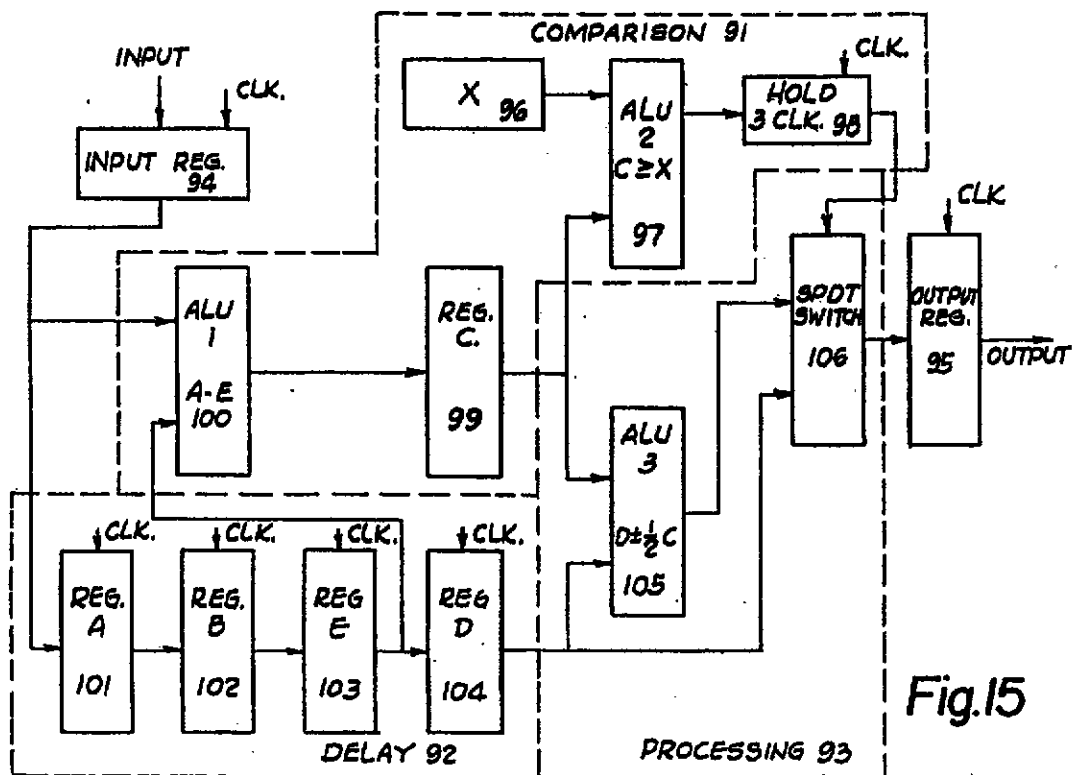 COMPARISON 91
INPUT
CLK.
INPUT REG.
94
X
96
ALU
2
C ≥ X
97
CLK.
HOLD
3 CLK. 98
ALU
1
A-E
100
REG.
C.
99
SPDT
SWITCH
106
CLK
OUTPUT
REG.
95
OUTPUT
ALU
3
D±½C
105
CLK.
REG.
A
101
CLK.
REG.
B
102
CLK.
REG
E
103
CLK.
REG
D
104
DELAY 92
PROCESSING 93
Fig.15